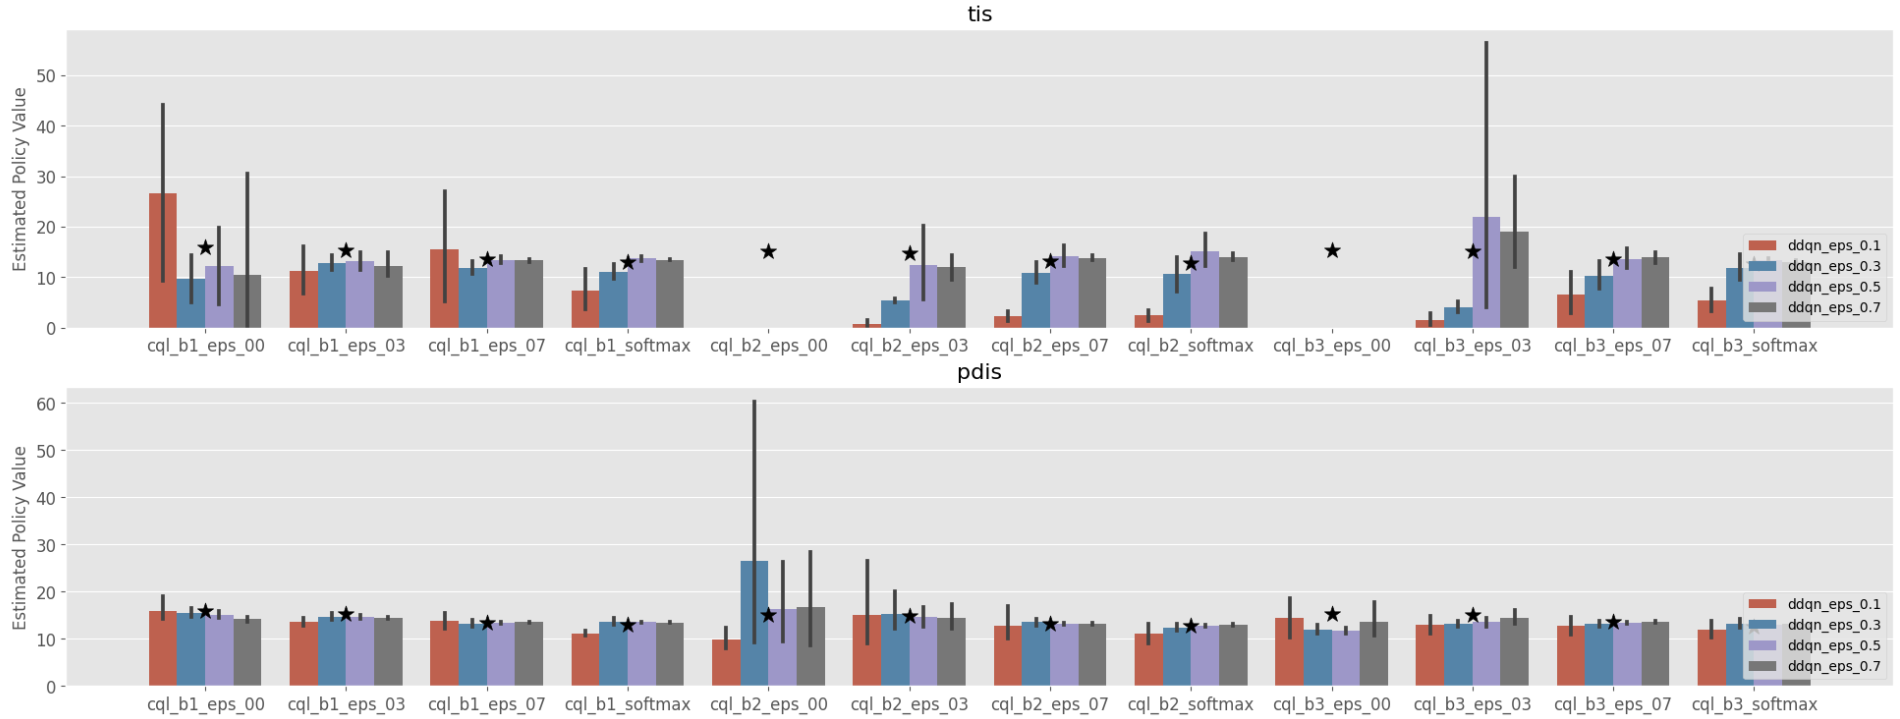 tis
Estimated Policy Value
50
40
30
20
10
0
ddqn_eps_0.1
ddqn_eps_0.3
ddqn_eps_0.5
ddqn_eps_0.7
cql_b1_eps_00 cql_b1_eps_03 cql_b1_eps_07 cql_b1_softmax cql_b2_eps_00 cql_b2_eps_03 cql_b2_eps_07 cql_b2_softmax cql_b3_eps_00 cql_b3_eps_03 cql_b3_eps_07 cql_b3_softmax
pdis
Estimated Policy Value
60
50
40
30
20
10
0
ddqn_eps_0.1
ddqn_eps_0.3
ddqn_eps_0.5
ddqn_eps_0.7
cql_b1_eps_00 cql_b1_eps_03 cql_b1_eps_07 cql_b1_softmax cql_b2_eps_00 cql_b2_eps_03 cql_b2_eps_07 cql_b2_softmax cql_b3_eps_00 cql_b3_eps_03 cql_b3_eps_07 cql_b3_softmax